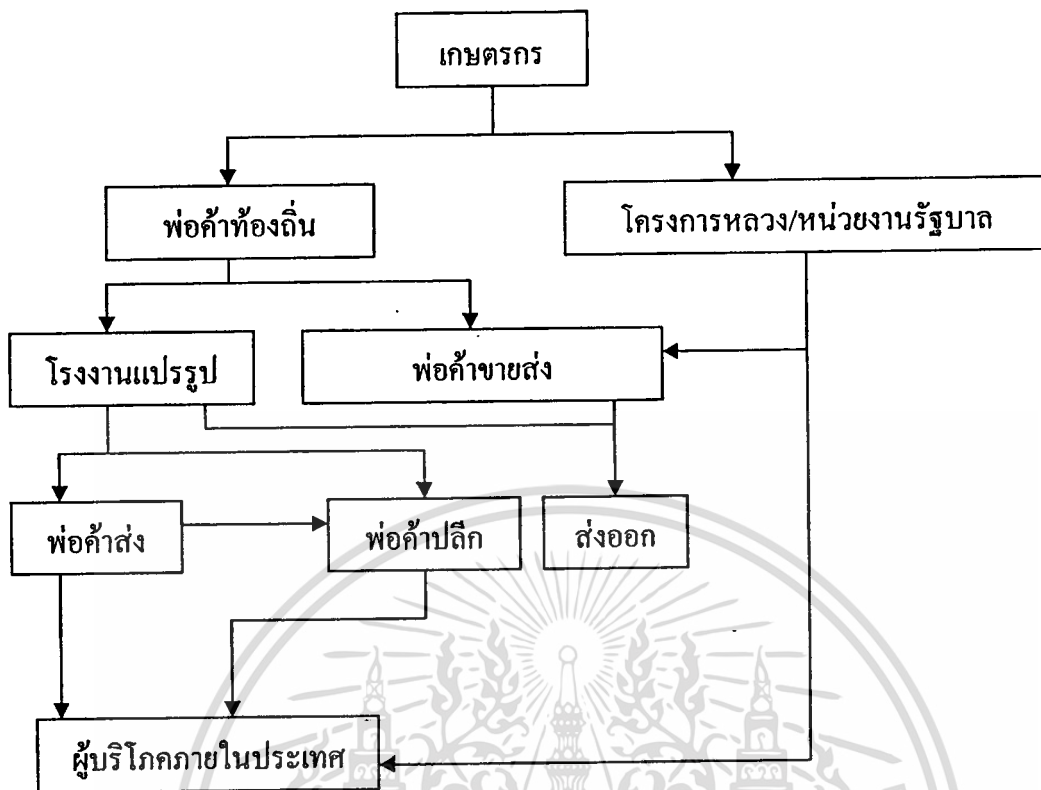 เกษตรกร
พ่อค้าท้องถิ่น
โครงการหลวง/หน่วยงานรัฐบาล
โรงงานแปรรูป
พ่อค้าขายส่ง
พ่อค้าส่ง
พ่อค้าปลีก
ส่งออก
ผู้บริโภคภายในประเทศ